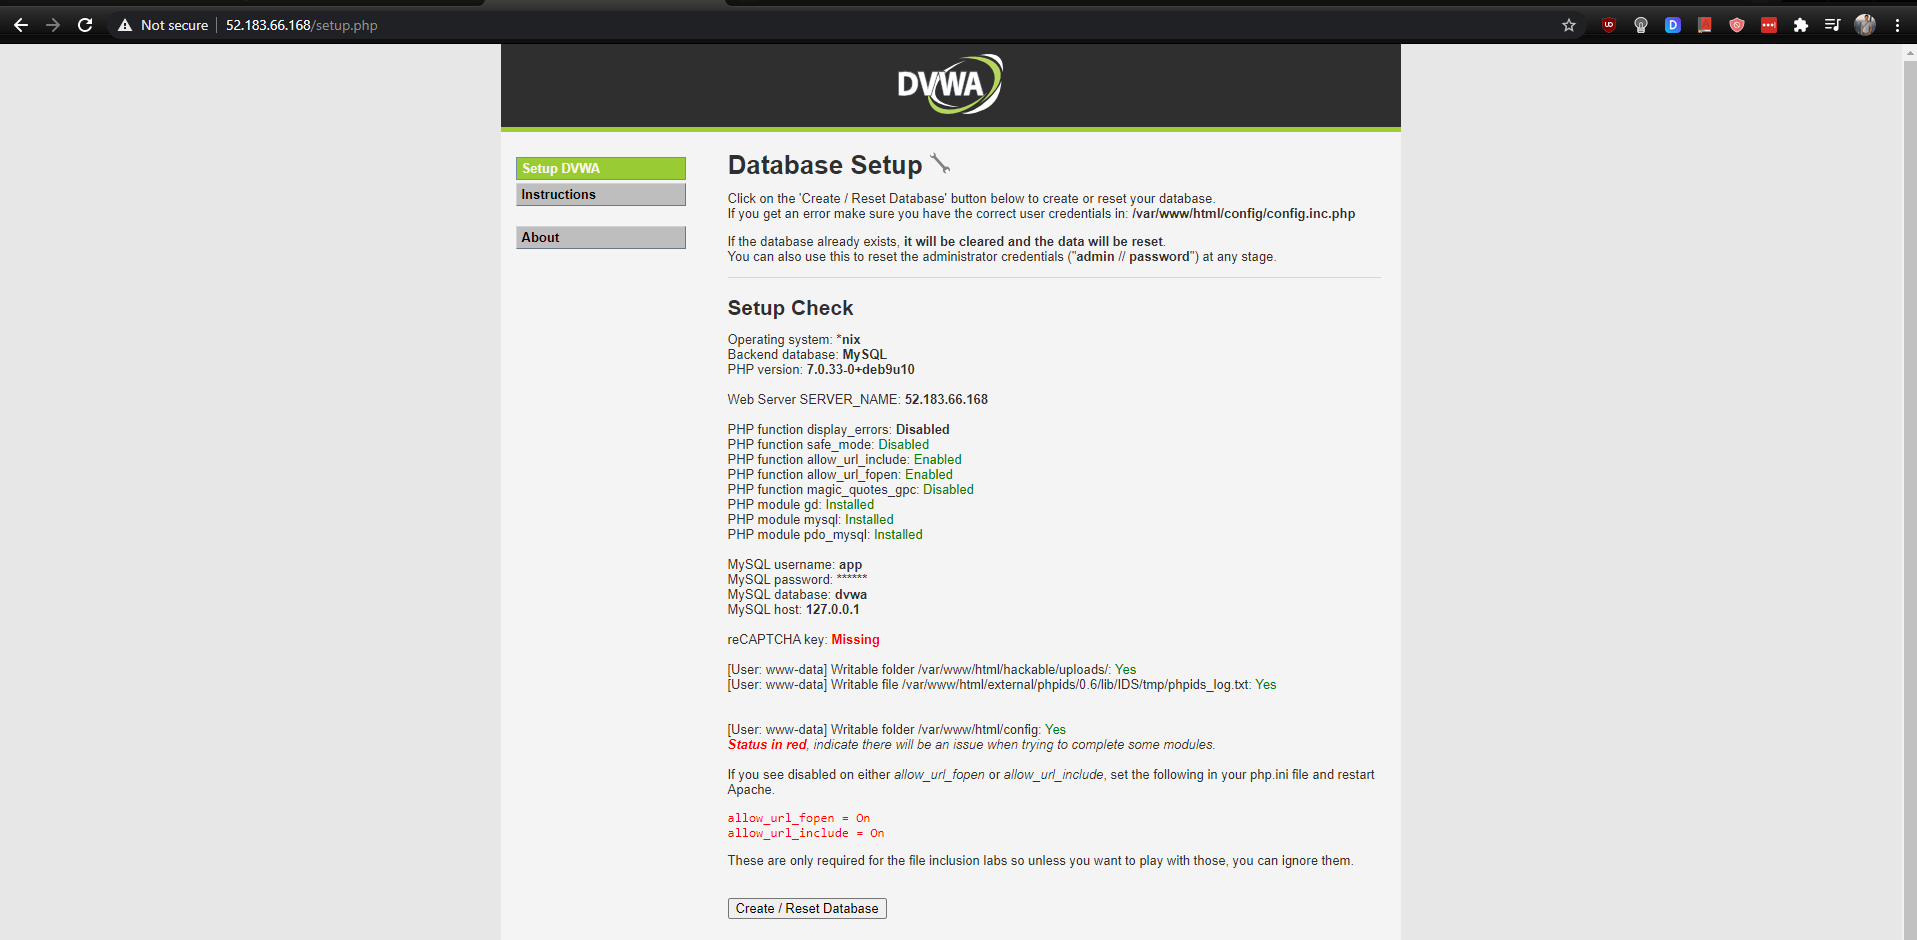 Not secure
52.183.66.168/setup.php
DVWA
Setup DVWA
Instructions
About
Database Setup
Click on the 'Create / Reset Database' button below to create or reset your database.
If you get an error make sure you have the correct user credentials in: /var/www/html/config/config.inc.php
If the database already exists, it will be cleared and the data will be reset.
You can also use this to reset the administrator credentials ("admin // password") at any stage.
Setup Check
Operating system: *nix
Backend database: MySQL
PHP version: 7.0.33-0+deb9u10
Web Server SERVER_NAME: 52.183.66.168
PHP function display_errors: Disabled
PHP function safe_mode: Disabled
PHP function allow_url_include: Enabled
PHP function allow_url_fopen: Enabled
PHP function magic_quotes_gpc: Disabled
PHP module gd: Installed
PHP module mysql: Installed
PHP module pdo_mysql: Installed
MySQL username: app
MySQL password: ******
MySQL database: dvwa
MySQL host: 127.0.0.1
reCAPTCHA key: Missing
[User: www-data] Writable folder /var/www/html/hackable/uploads/: Yes
[User: www-data] Writable file /var/www/html/external/phpids/0.6/lib/IDS/tmp/phpids_log.txt: Yes
[User: www-data] Writable folder /var/www/html/config: Yes
Status in red, indicate there will be an issue when trying to complete some modules.
If you see disabled on either allow_url_fopen or allow_url_include, set the following in your php.ini file and restart
Apache.
allow_url_fopen = On
allow_url_include = On
These are only required for the file inclusion labs so unless you want to play with those, you can ignore them.
Create / Reset Database